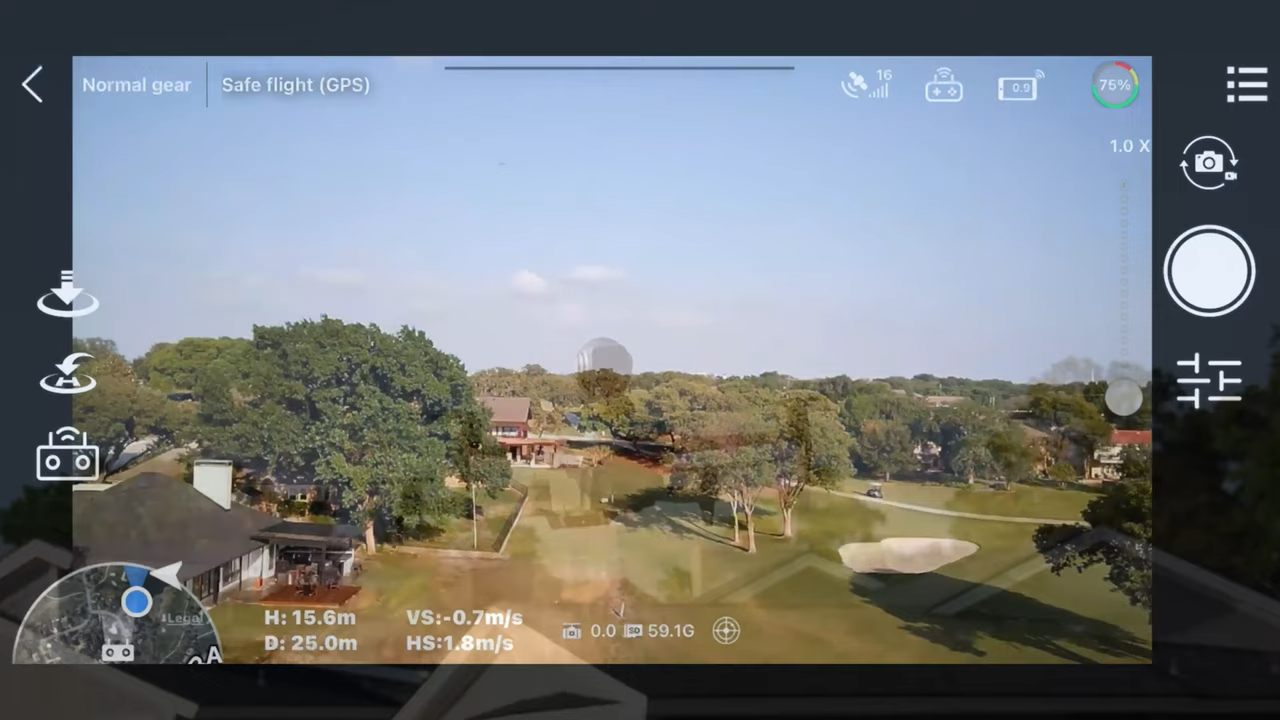 Normal gear
Safe flight (GPS)
16
0.9
75%
1.0 X
Legal
H: 15.6m
VS:-0.7m/s
D: 25.0m
HS:1.8m/s
0.0
SD
59.1G
A